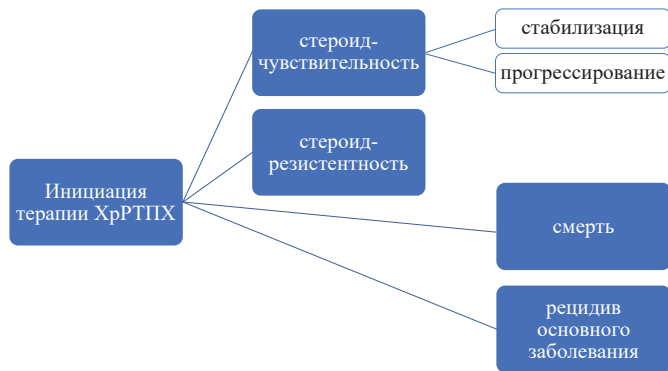 стероид-
чувствительность
стабилизация
прогрессирование
стероид-
резистентность
Инициация
терапии ХрРТПХ
смерть
рецидив
основного
заболевания